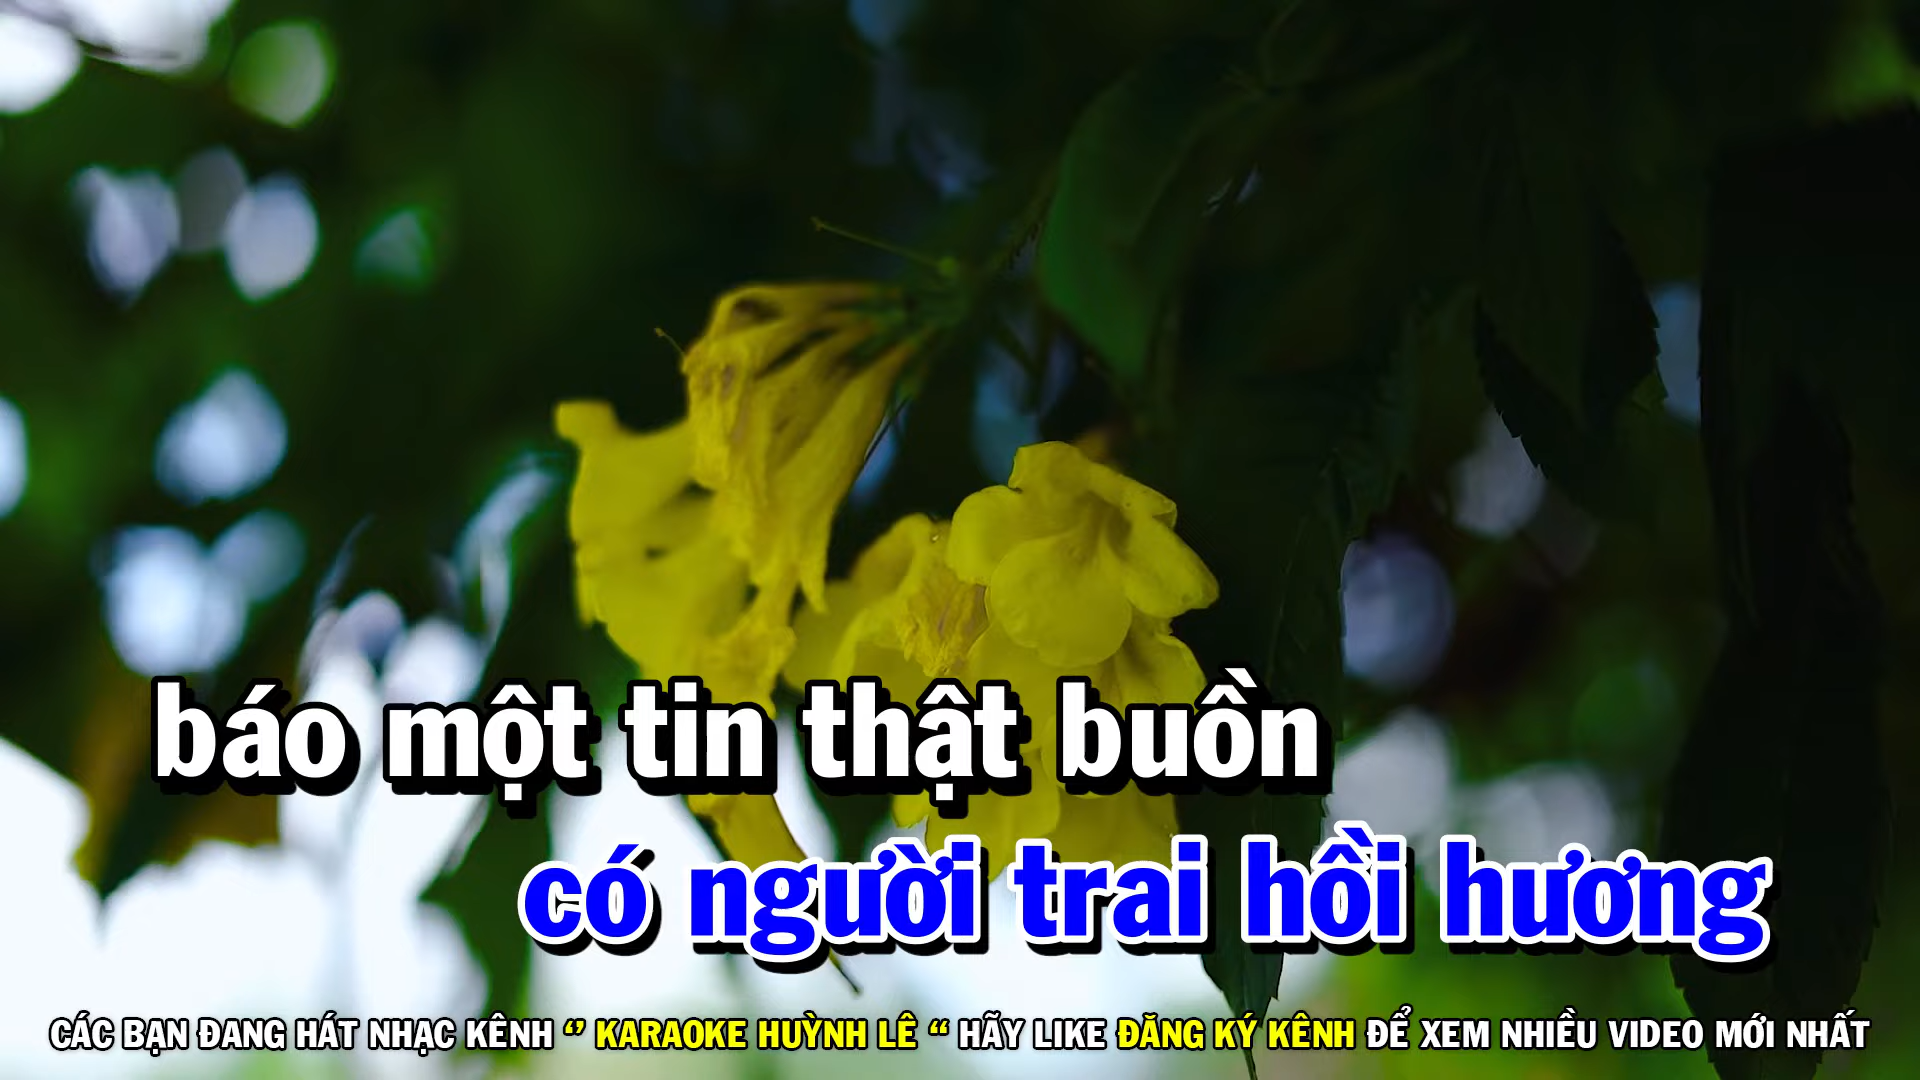 báo một tin thật buồn
có người trai hồi hương
CÁC BẠN ĐANG HÁT NHẠC KÊNH “ KARAOKE HUỲNH LÊ “ HÃY LIKE ĐĂNG KÝ KÊNH ĐỂ XEM NHIỀU VIDEO MỚI NHẤT